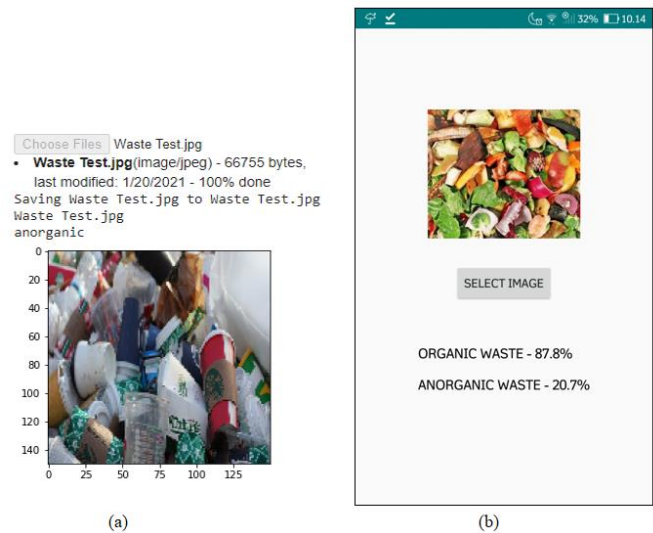 Choose Files Waste Test.jpg
• Waste Test.jpg(image/jpeg) - 66755 bytes,
last modified: 1/20/2021 - 100% done
Saving Waste Test.jpg to Waste Test.jpg
Waste Test.jpg
anorganic
0
20
40
60
80
100
120
140
0 25 50 75 100 125
(a)
32% 10.14
SELECT IMAGE
ORGANIC WASTE - 87.8%
ANORGANIC WASTE - 20.7%
(b)